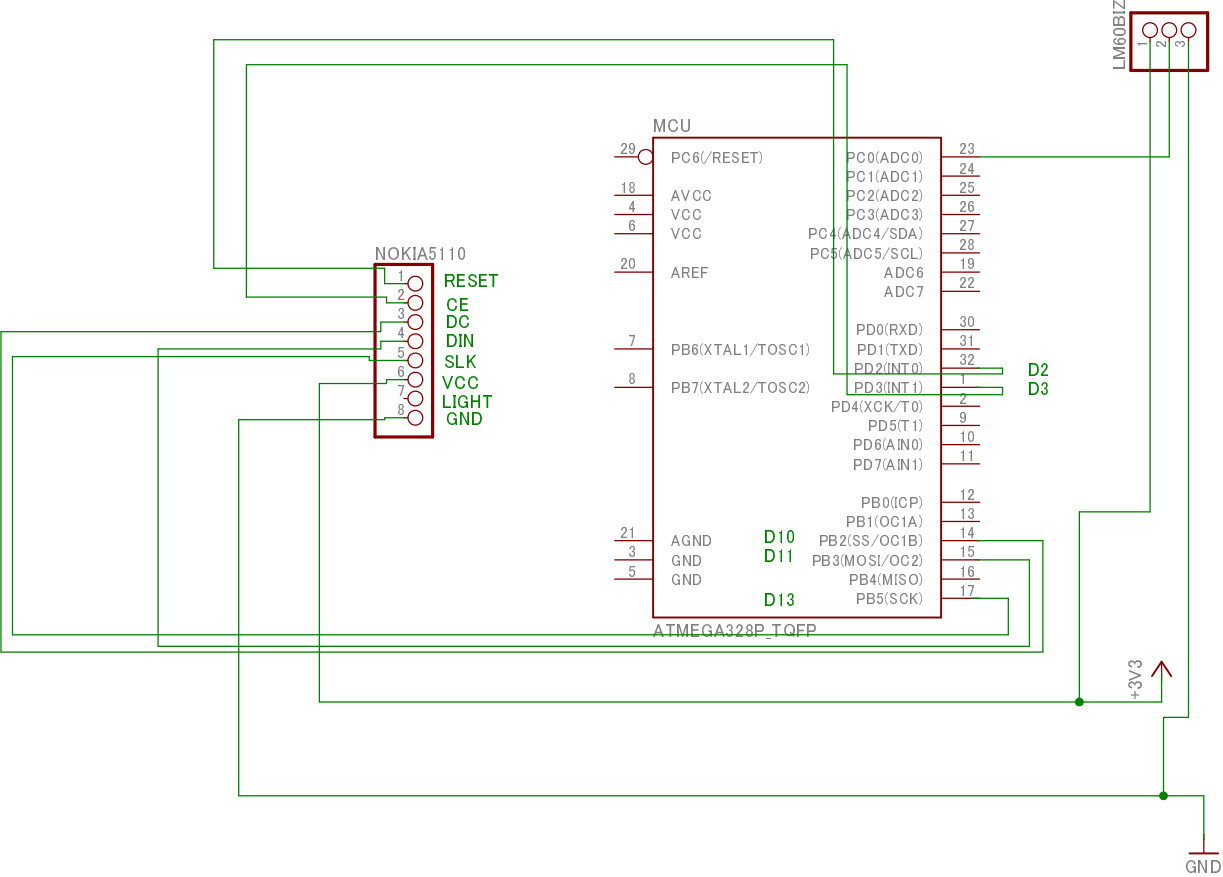 LM60BIZ
1
2
3
MCU
29 PC6(/RESET) PC0(ADC0) 23
PC1(ADC1) 24
18 AVCC PC2(ADC2) 25
4 VCC PC3(ADC3) 26
6 VCC PC4(ADC4/SDA) 27
PC5(ADC5/SCL) 28
20 AREF ADC6 19
ADC7 22
PD0(RXD) 30
7 PB6(XTAL1/TOSC1) PD1(TXD) 31
PD2(INT0) 32 D2
8 PB7(XTAL2/TOSC2) PD3(INT1) 1 D3
PD4(XCK/T0) 2
PD5(T1) 9
PD6(AIN0) 10
PD7(AIN1) 11
PB0(ICP) 12
PB1(OC1A) 13
21 AGND D10 PB2(SS/OC1B) 14
3 GND D11 PB3(MOSI/OC2) 15
5 GND PB4(MISO) 16
D13 PB5(SCK) 17
ATMEGA328P_TQFP
NOKIA5110
1 RESET
2 CE
3 DC
4 DIN
5 SLK
6 VCC
7 LIGHT
8 GND
+3V3
GND